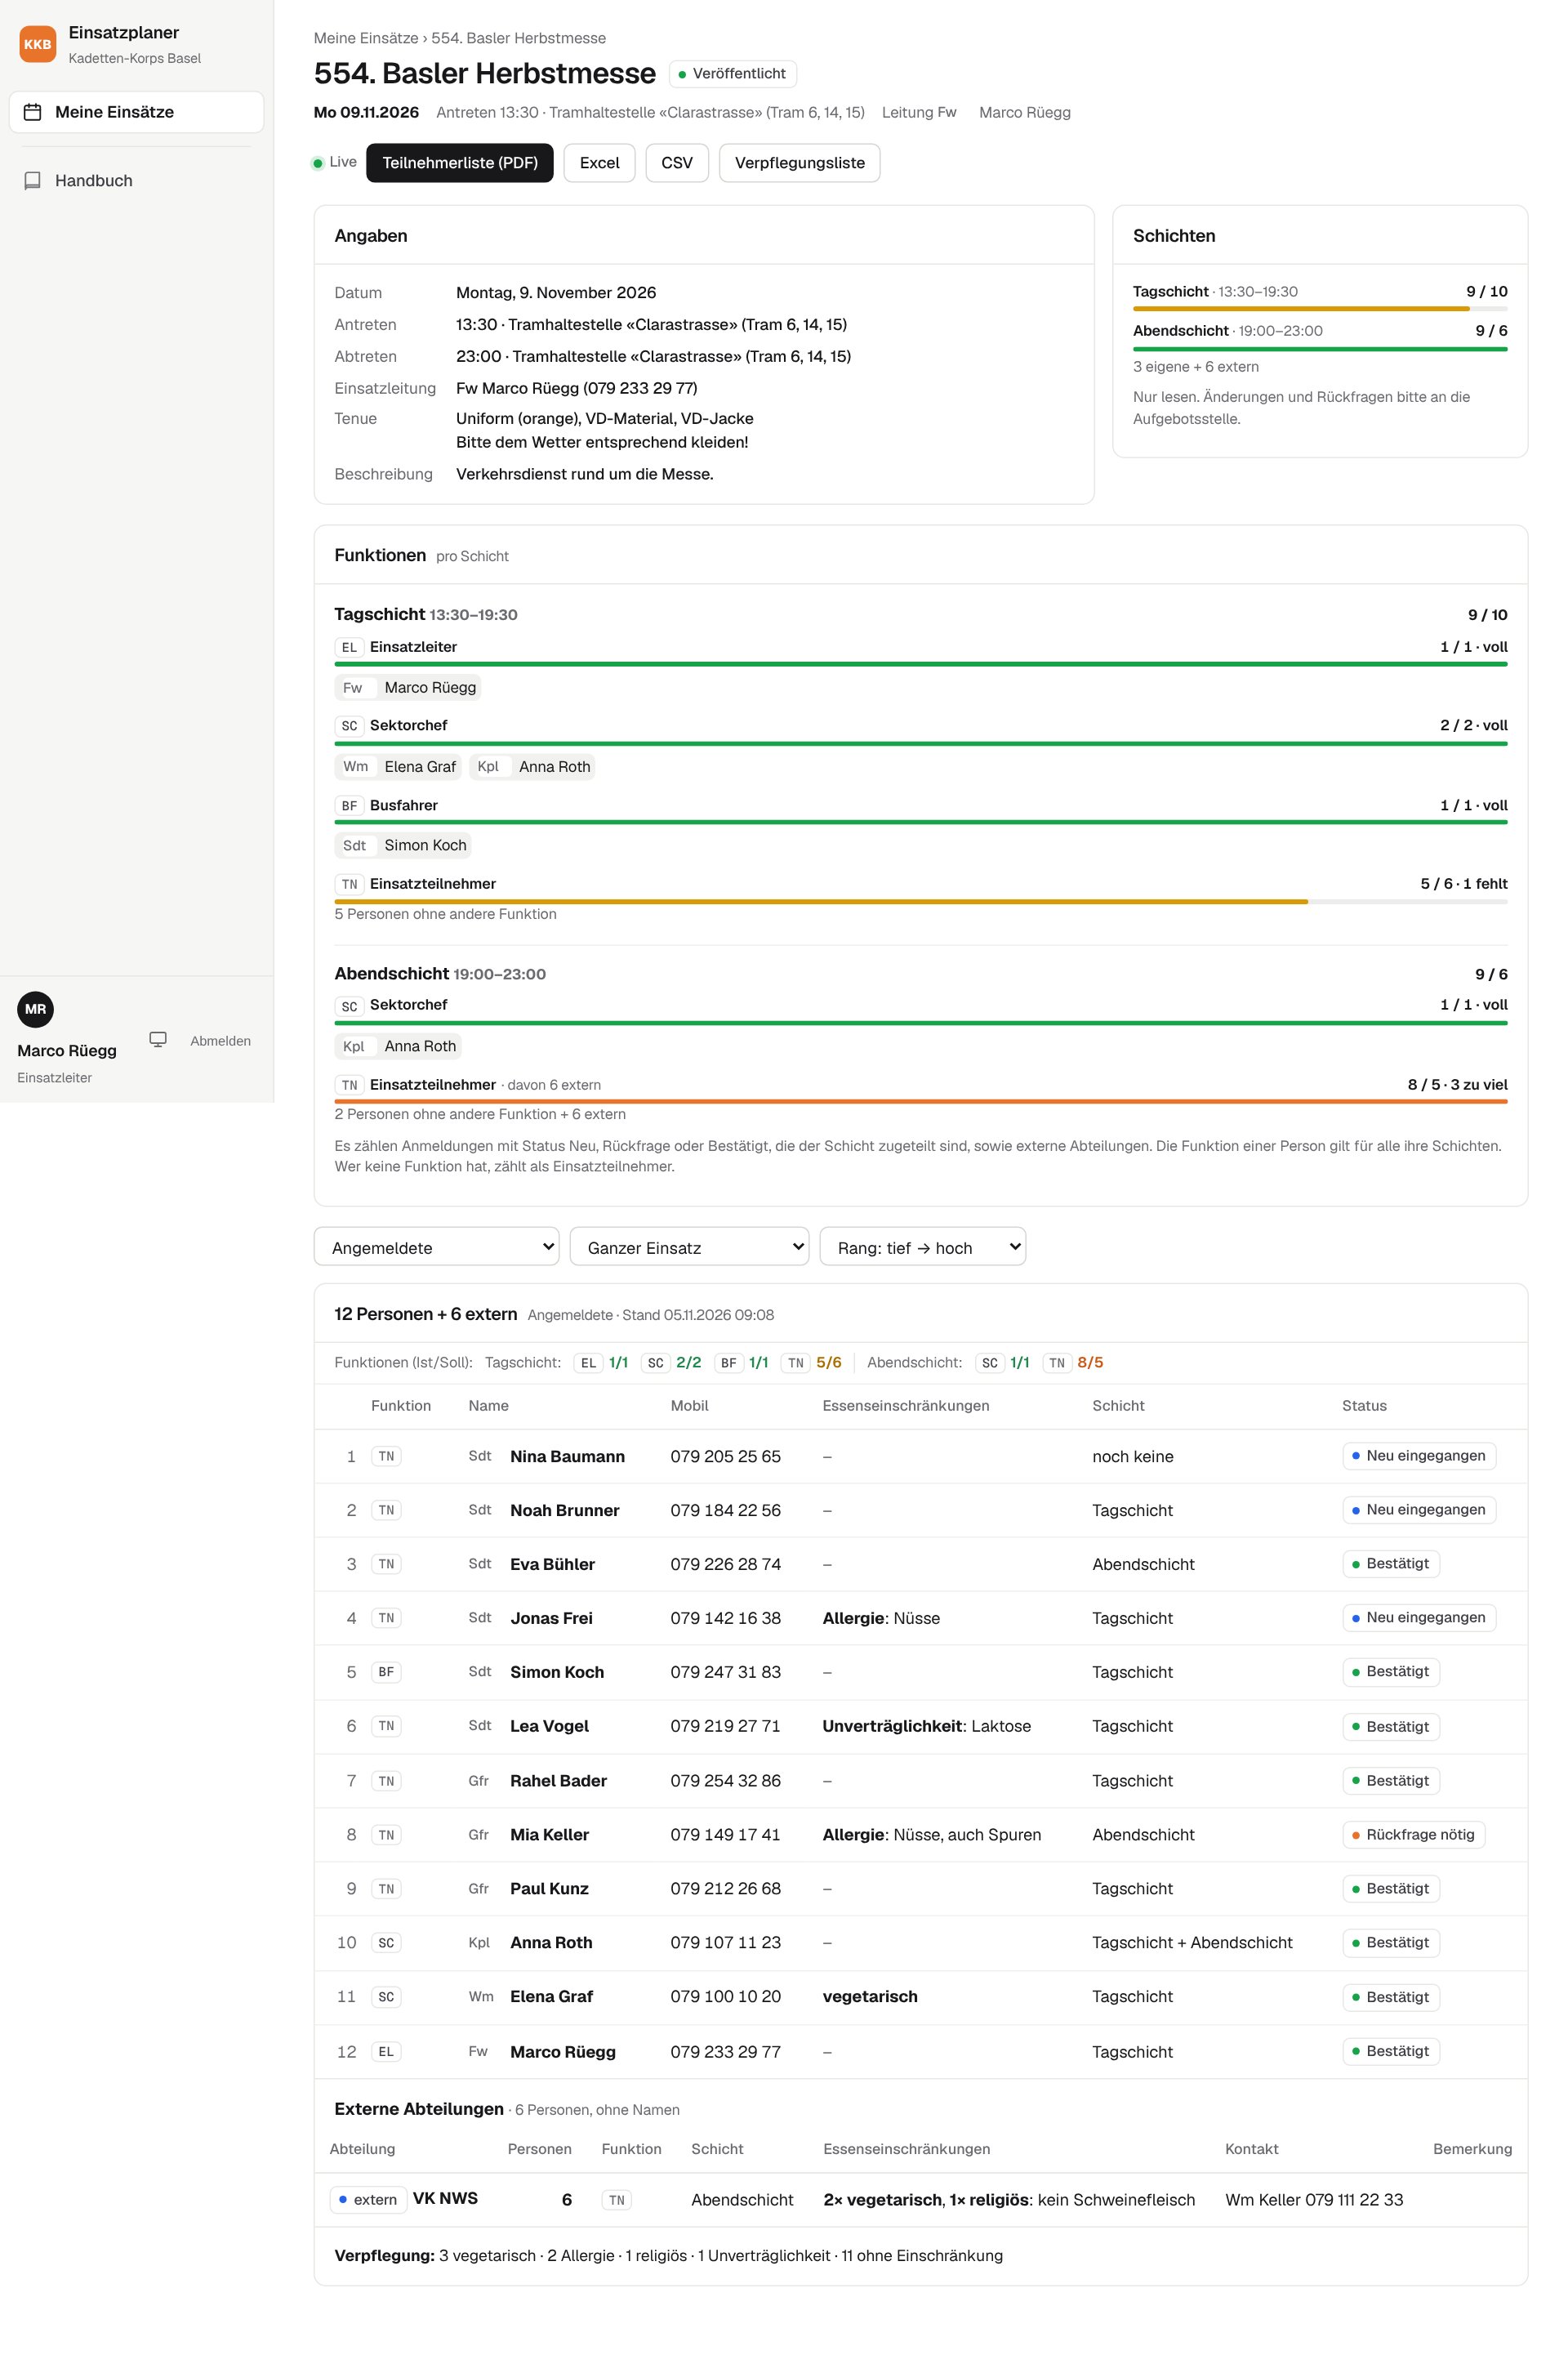 KKB
Einsatzplaner
Kadetten-Korps Basel
Meine Einsätze
Handbuch
MR
Marco Rüegg
Einsatzleiter
Abmelden
Meine Einsätze › 554. Basler Herbstmesse
554. Basler Herbstmesse Veröffentlicht
Mo 09.11.2026 Antreten 13:30 · Tramhaltestelle «Clarastrasse» (Tram 6, 14, 15) Leitung Fw Marco Rüegg
Live Teilnehmerliste (PDF) Excel CSV Verpflegungsliste
Angaben
Datum Montag, 9. November 2026
Antreten 13:30 · Tramhaltestelle «Clarastrasse» (Tram 6, 14, 15)
Abtreten 23:00 · Tramhaltestelle «Clarastrasse» (Tram 6, 14, 15)
Einsatzleitung Fw Marco Rüegg (079 233 29 77)
Tenue Uniform (orange), VD-Material, VD-Jacke
Bitte dem Wetter entsprechend kleiden!
Beschreibung Verkehrsdienst rund um die Messe.
Schichten
Tagschicht · 13:30–19:30 9 / 10
Abendschicht · 19:00–23:00 9 / 6
3 eigene + 6 extern
Nur lesen. Änderungen und Rückfragen bitte an die
Aufgebotsstelle.
Funktionen pro Schicht
Tagschicht 13:30–19:30 9 / 10
EL Einsatzleiter 1 / 1 · voll
Fw Marco Rüegg
SC Sektorchef 2 / 2 · voll
Wm Elena Graf Kpl Anna Roth
BF Busfahrer 1 / 1 · voll
Sdt Simon Koch
TN Einsatzteilnehmer 5 / 6 · 1 fehlt
5 Personen ohne andere Funktion
Abendschicht 19:00–23:00 9 / 6
SC Sektorchef 1 / 1 · voll
Kpl Anna Roth
TN Einsatzteilnehmer · davon 6 extern 8 / 5 · 3 zu viel
2 Personen ohne andere Funktion + 6 extern
Es zählen Anmeldungen mit Status Neu, Rückfrage oder Bestätigt, die der Schicht zugeteilt sind, sowie externe Abteilungen. Die Funktion einer Person gilt für alle ihre Schichten.
Wer keine Funktion hat, zählt als Einsatzteilnehmer.
Angemeldete Ganzer Einsatz Rang: tief → hoch
12 Personen + 6 extern Angemeldete · Stand 05.11.2026 09:08
Funktionen (Ist/Soll): Tagschicht: EL 1/1 SC 2/2 BF 1/1 TN 5/6 Abendschicht: SC 1/1 TN 8/5
Funktion Name Mobil Essenseinschränkungen Schicht Status
1 TN Sdt Nina Baumann 079 205 25 65 – noch keine Neu eingegangen
2 TN Sdt Noah Brunner 079 184 22 56 – Tagschicht Neu eingegangen
3 TN Sdt Eva Bühler 079 226 28 74 – Abendschicht Bestätigt
4 TN Sdt Jonas Frei 079 142 16 38 Allergie: Nüsse Tagschicht Neu eingegangen
5 BF Sdt Simon Koch 079 247 31 83 – Tagschicht Bestätigt
6 TN Sdt Lea Vogel 079 219 27 71 Unverträglichkeit: Laktose Tagschicht Bestätigt
7 TN Gfr Rahel Bader 079 254 32 86 – Tagschicht Bestätigt
8 TN Gfr Mia Keller 079 149 17 41 Allergie: Nüsse, auch Spuren Abendschicht Rückfrage nötig
9 TN Gfr Paul Kunz 079 212 26 68 – Tagschicht Bestätigt
10 SC Kpl Anna Roth 079 107 11 23 – Tagschicht + Abendschicht Bestätigt
11 SC Wm Elena Graf 079 100 10 20 vegetarisch Tagschicht Bestätigt
12 EL Fw Marco Rüegg 079 233 29 77 – Tagschicht Bestätigt
Externe Abteilungen · 6 Personen, ohne Namen
Abteilung Personen Funktion Schicht Essenseinschränkungen Kontakt Bemerkung
extern VK NWS 6 TN Abendschicht 2× vegetarisch, 1× religiös: kein Schweinefleisch Wm Keller 079 111 22 33
Verpflegung: 3 vegetarisch · 2 Allergie · 1 religiös · 1 Unverträglichkeit · 11 ohne Einschränkung